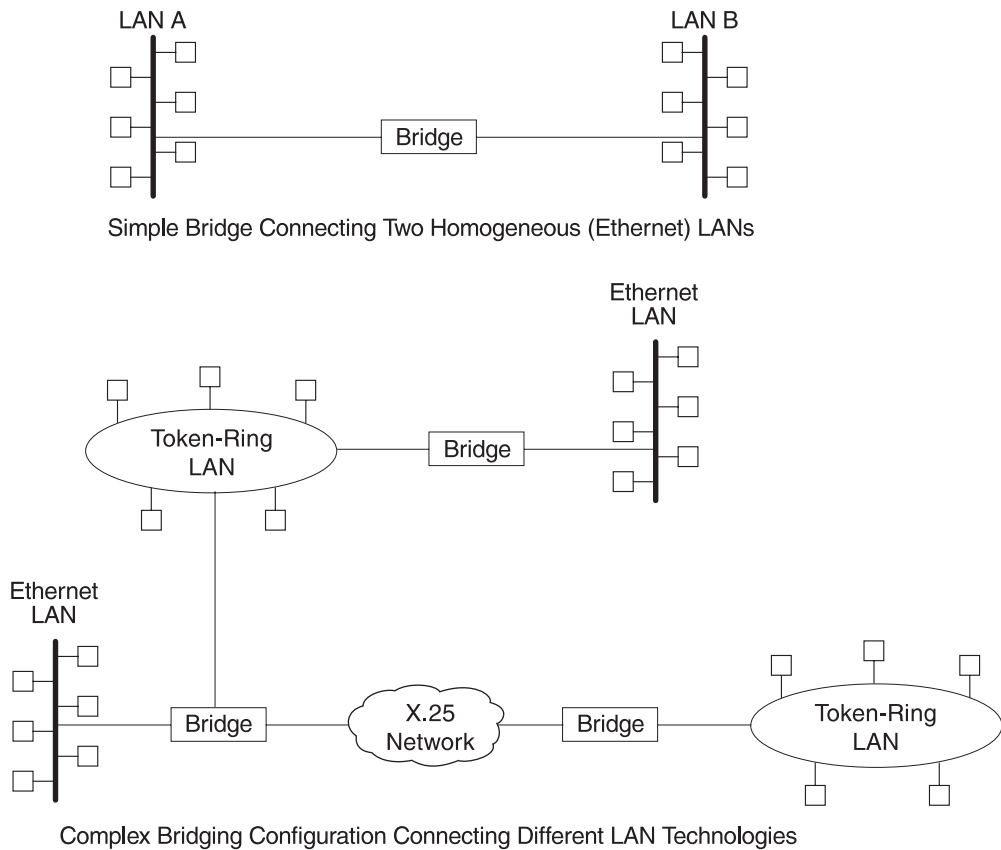 LAN A
LAN B
Bridge
Simple Bridge Connecting Two Homogeneous (Ethernet) LANs
Ethernet
LAN
Token-Ring
LAN
Bridge
Ethernet
LAN
Bridge
X.25
Network
Bridge
Token-Ring
LAN
Complex Bridging Configuration Connecting Different LAN Technologies